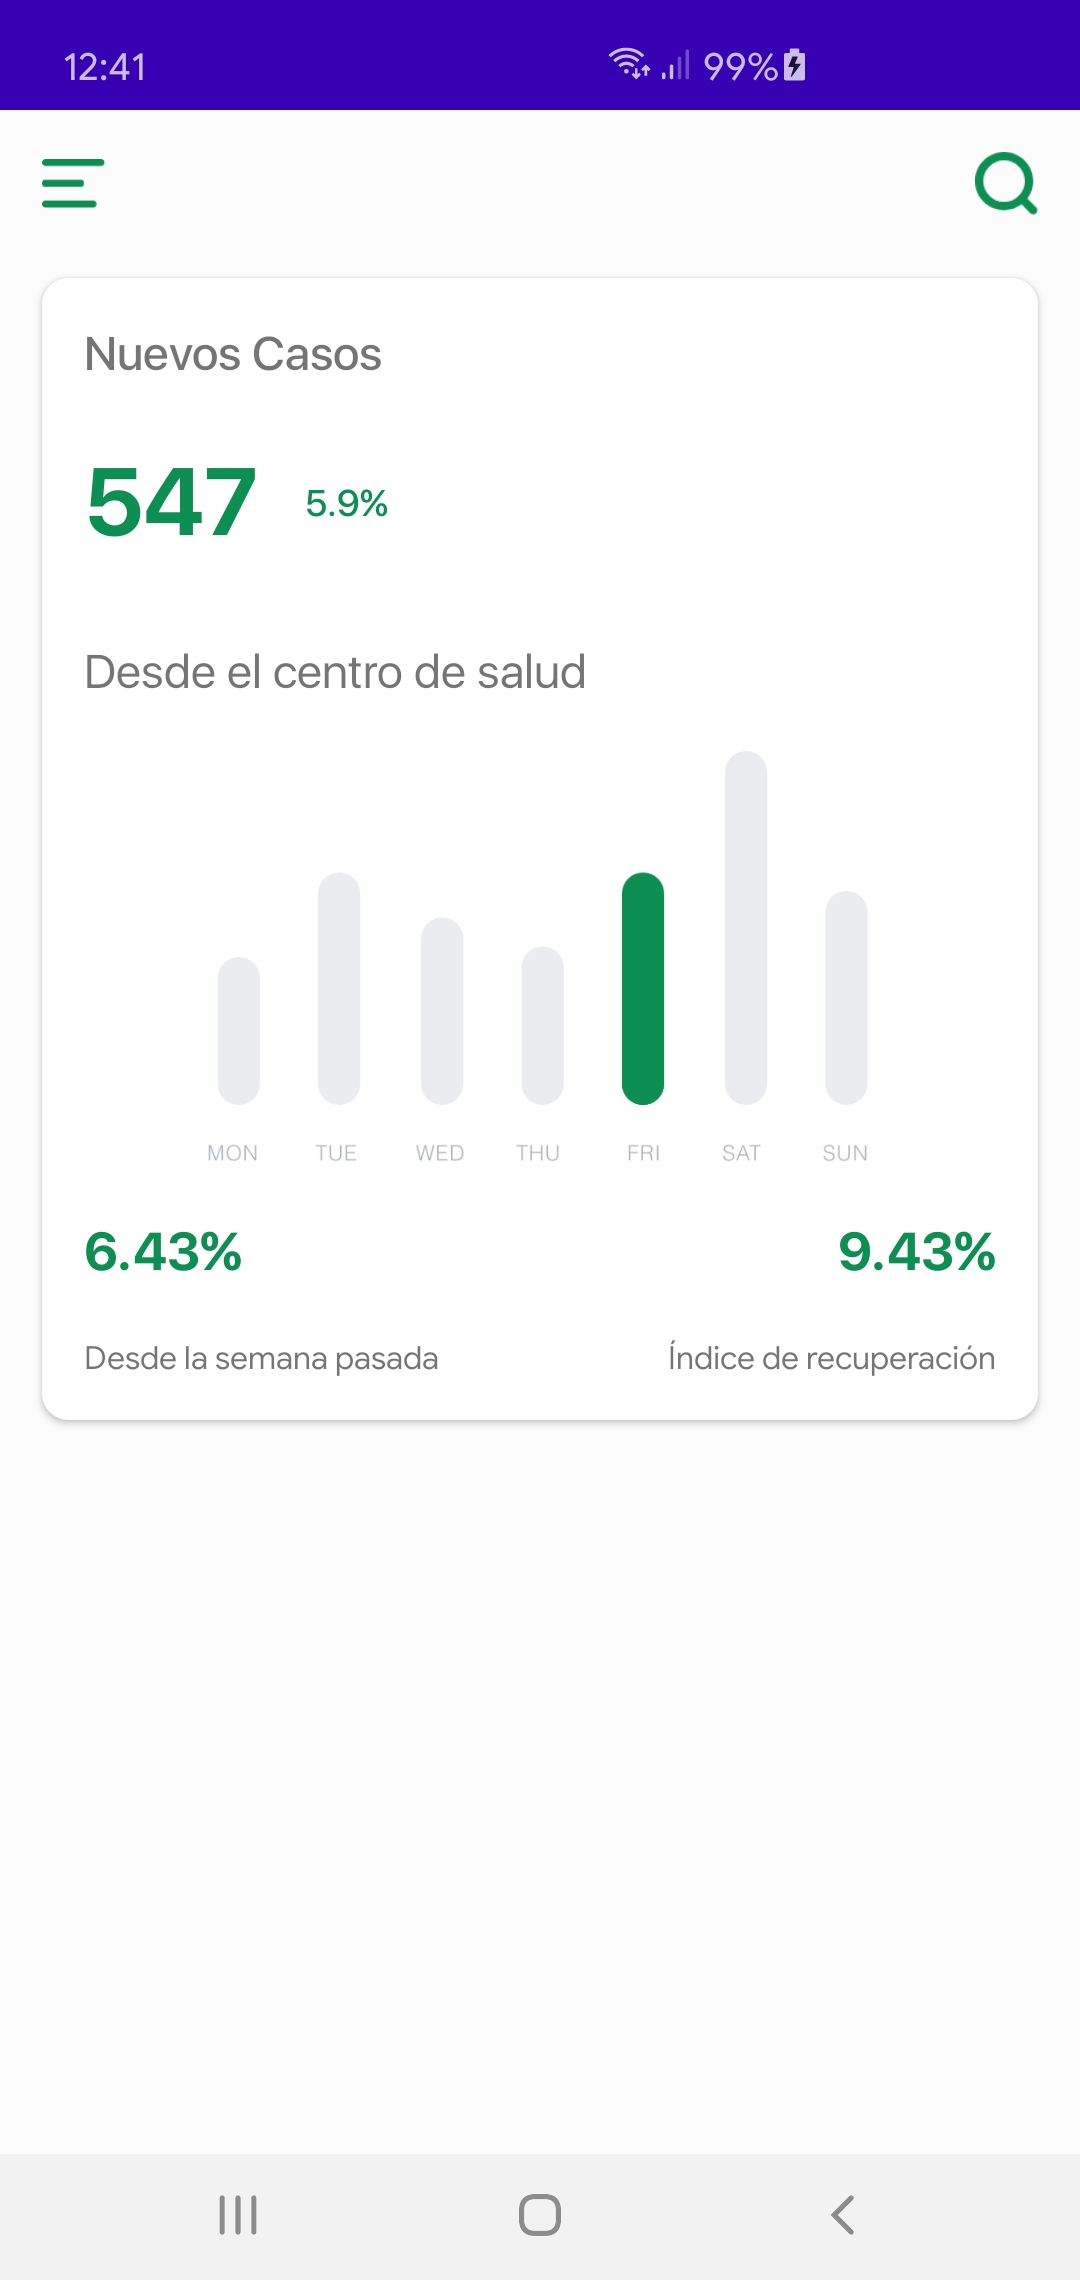 12:41 99%
Nuevos Casos
547 5.9%
Desde el centro de salud
MON TUE WED THU FRI SAT SUN
6.43% 9.43%
Desde la semana pasada Índice de recuperación